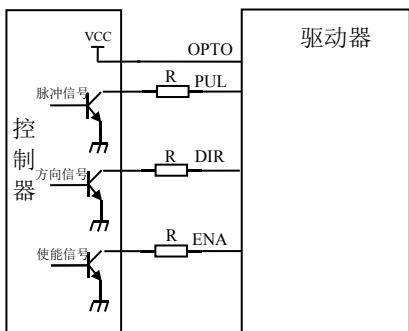 VCC
OPTO
驱动器
R PUL
脉冲信号
控制器
R DIR
方向信号
R ENA
使能信号